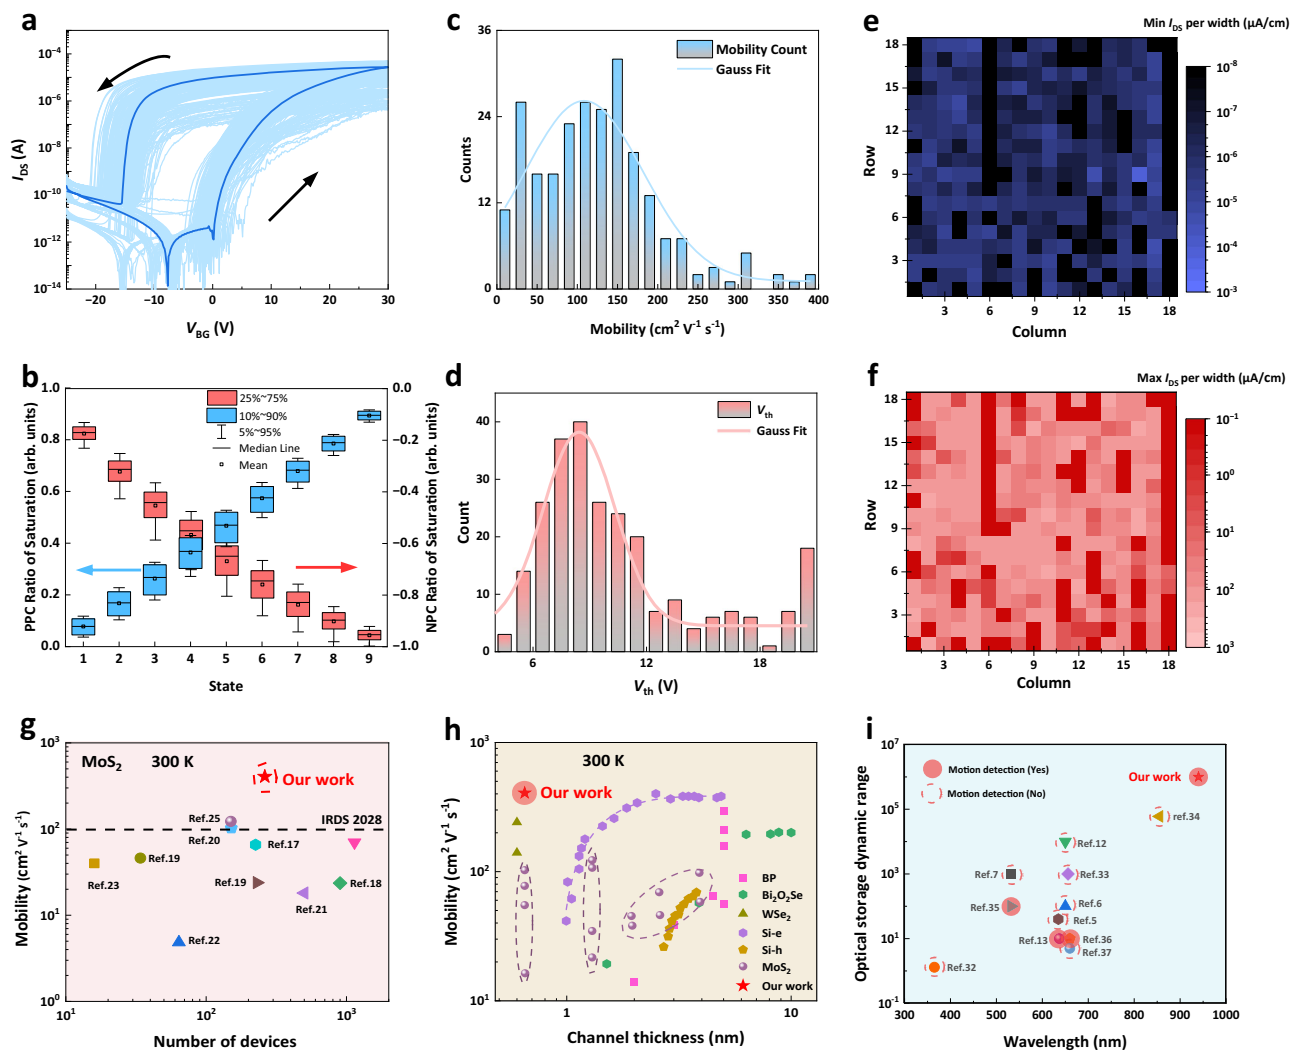 a
10⁻⁴
10⁻⁶
10⁻⁸
10⁻¹⁰
10⁻¹²
10⁻¹⁴
I_DS (A)
−20 −10 0 10 20 30
V_BG (V)
c
36
24
12
0
Counts
Mobility Count
Gauss Fit
0 50 100 150 200 250 300 350 400
Mobility (cm² V⁻¹ s⁻¹)
e
Min I_DS per width (μA/cm)
18
15
12
9
6
3
Row
3 6 9 12 15 18
Column
10⁻⁸
10⁻⁷
10⁻⁶
10⁻⁵
10⁻⁴
10⁻³
b
1.0
0.8
0.6
0.4
0.2
0
PPC Ratio of Saturation (arb. units)
25%~75%
10%~90%
5%~95%
Median Line
Mean
0.0
−0.2
−0.4
−0.6
−0.8
−1.0
NPC Ratio of Saturation (arb. units)
1 2 3 4 5 6 7 8 9
State
d
40
20
0
Count
V_th
Gauss Fit
6 12 18
V_th (V)
f
Max I_DS per width (μA/cm)
18
15
12
9
6
3
Row
3 6 9 12 15 18
Column
10⁻¹
10⁰
10¹
10²
10³
g
10³
10²
10¹
10⁰
Mobility (cm² V⁻¹ s⁻¹)
MoS₂ 300 K
Our work
Ref.25
IRDS 2028
Ref.20
Ref.17
Ref.19
Ref.23
Ref.19
Ref.18
Ref.21
Ref.22
10¹ 10² 10³
Number of devices
h
10³
10²
10¹
Mobility (cm² V⁻¹ s⁻¹)
300 K
Our work
BP
Bi₂O₂Se
WSe₂
Si-e
Si-h
MoS₂
Our work
1 10
Channel thickness (nm)
i
10⁷
10⁵
10³
10¹
10⁻¹
Optical storage dynamic range
Motion detection (Yes)
Motion detection (No)
Our work
ref.34
Ref.12
Ref.7
Ref.33
Ref.35
Ref.6
Ref.5
Ref.13
Ref.36
Ref.37
Ref.32
300 400 500 600 700 800 900 1000
Wavelength (nm)